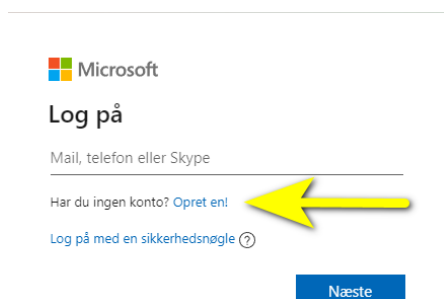 Microsoft
Log på
Mail, telefon eller Skype
Har du ingen konto? Opret en!
Log på med en sikkerhedsnøgle ?
Næste